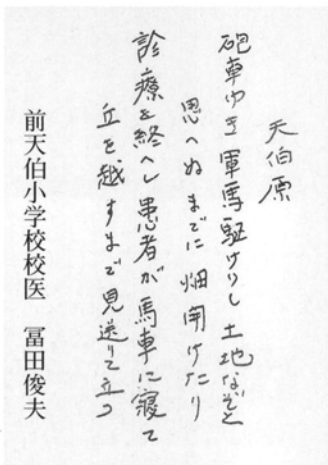 天伯原
砲車ゆき軍馬駆けりし土地なぞと
思へぬまでに畑開けたり
診療を終へし患者が馬車に寝て
丘を越すまで見送りて立つ
前天伯小学校校医　冨田俊夫